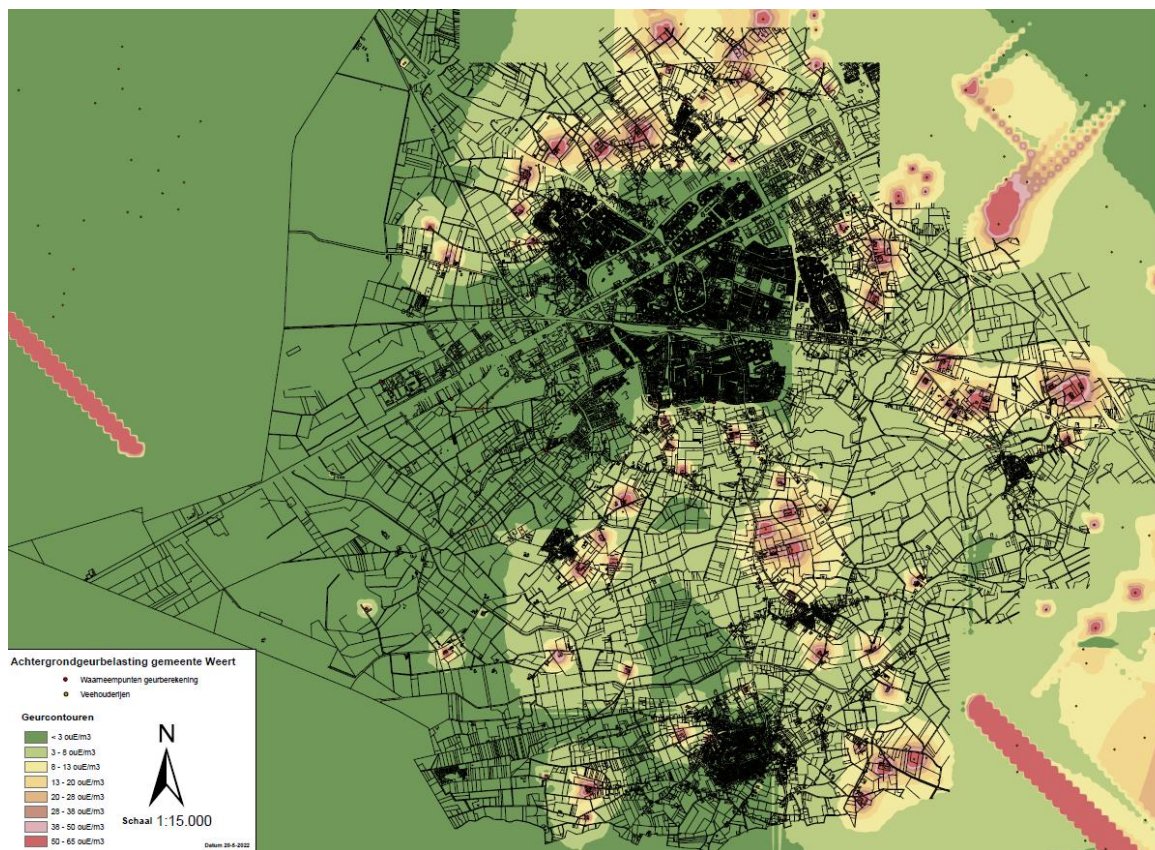 Achtergrondgeurbelasting gemeente Weert
Waarneempunten geurberekening
Veehouderijen
Geurcontouren
< 3 ouE/m3
3 - 8 ouE/m3
8 - 13 ouE/m3
13 - 20 ouE/m3
20 - 28 ouE/m3
28 - 38 ouE/m3
38 - 50 ouE/m3
50 - 65 ouE/m3
N
Schaal 1:15.000
Datum 20-6-2022